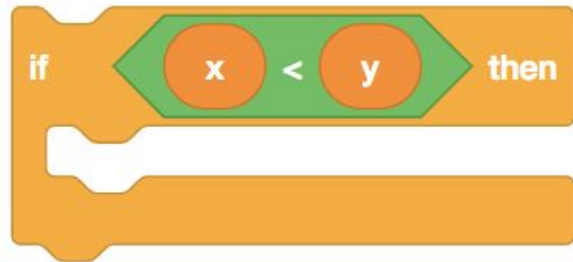 if x < y then